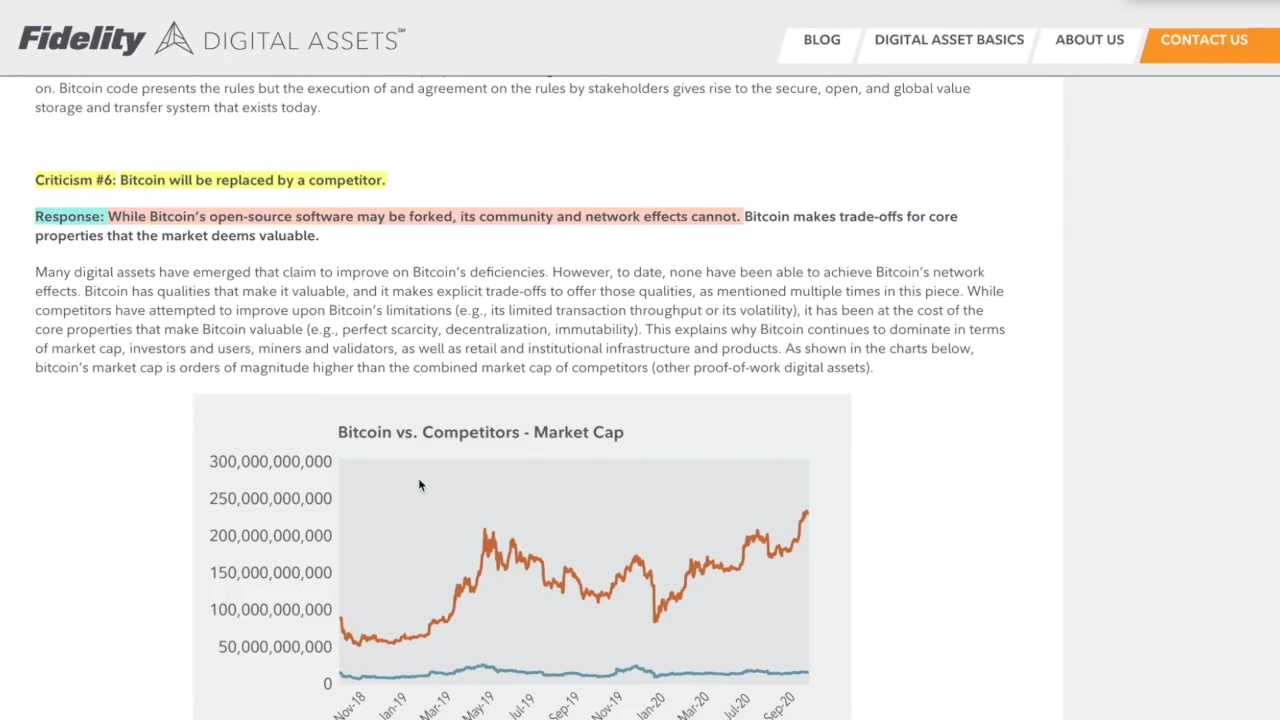 Fidelity DIGITAL ASSETS℠
BLOG
DIGITAL ASSET BASICS
ABOUT US
CONTACT US
on. Bitcoin code presents the rules but the execution of and agreement on the rules by stakeholders gives rise to the secure, open, and global value
storage and transfer system that exists today.
Criticism #6: Bitcoin will be replaced by a competitor.
Response: While Bitcoin's open-source software may be forked, its community and network effects cannot. Bitcoin makes trade-offs for core
properties that the market deems valuable.
Many digital assets have emerged that claim to improve on Bitcoin's deficiencies. However, to date, none have been able to achieve Bitcoin's network
effects. Bitcoin has qualities that make it valuable, and it makes explicit trade-offs to offer those qualities, as mentioned multiple times in this piece. While
competitors have attempted to improve upon Bitcoin's limitations (e.g., its limited transaction throughput or its volatility), it has been at the cost of the
core properties that make Bitcoin valuable (e.g., perfect scarcity, decentralization, immutability). This explains why Bitcoin continues to dominate in terms
of market cap, investors and users, miners and validators, as well as retail and institutional infrastructure and products. As shown in the charts below,
bitcoin's market cap is orders of magnitude higher than the combined market cap of competitors (other proof-of-work digital assets).
Bitcoin vs. Competitors - Market Cap
300,000,000,000
250,000,000,000
200,000,000,000
150,000,000,000
100,000,000,000
50,000,000,000
0
Nov-18
Jan-19
Mar-19
May-19
Jul-19
Sep-19
Nov-19
Jan-20
Mar-20
Jul-20
Sep-20